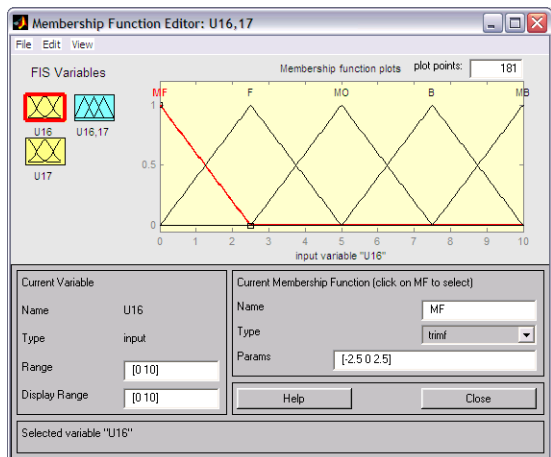 Membership Function Editor: U16,17
File Edit View
FIS Variables
U16 U16,17
U17
Membership function plots plot points: 181
MF F MO B MB
1
0.5
0
0 1 2 3 4 5 6 7 8 9 10
input variable "U16"
Current Variable
Name U16
Type input
Range [0 10]
Display Range [0 10]
Current Membership Function (click on MF to select)
Name MF
Type trimf
Params [-2.5 0 2.5]
Help Close
Selected variable "U16"